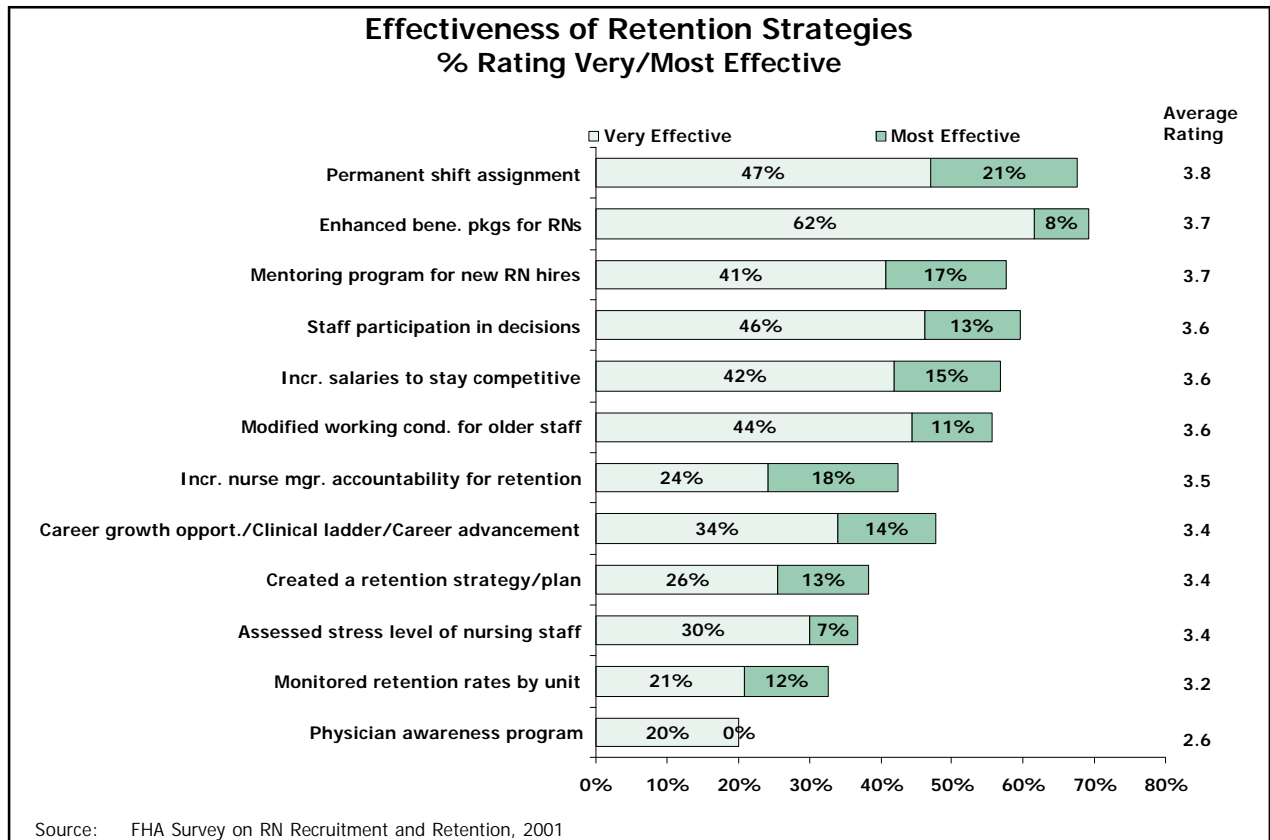 Effectiveness of Retention Strategies
% Rating Very/Most Effective
Average
Rating
Very Effective Most Effective
Permanent shift assignment 47% 21% 3.8
Enhanced bene. pkgs for RNs 62% 8% 3.7
Mentoring program for new RN hires 41% 17% 3.7
Staff participation in decisions 46% 13% 3.6
Incr. salaries to stay competitive 42% 15% 3.6
Modified working cond. for older staff 44% 11% 3.6
Incr. nurse mgr. accountability for retention 24% 18% 3.5
Career growth opport./Clinical ladder/Career advancement 34% 14% 3.4
Created a retention strategy/plan 26% 13% 3.4
Assessed stress level of nursing staff 30% 7% 3.4
Monitored retention rates by unit 21% 12% 3.2
Physician awareness program 20% 0% 2.6
0% 10% 20% 30% 40% 50% 60% 70% 80%
Source: FHA Survey on RN Recruitment and Retention, 2001